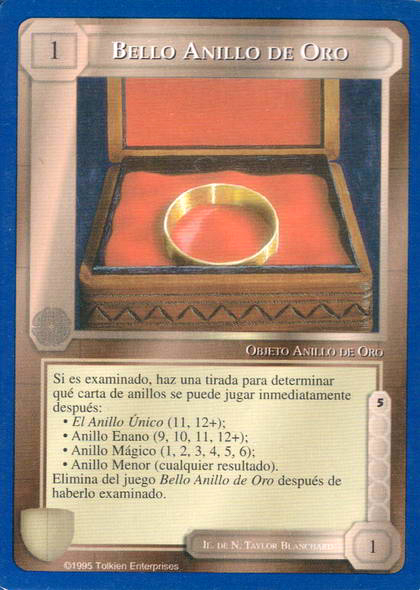 1
BELLO ANILLO DE ORO
OBJETO ANILLO DE ORO
Si es examinado, haz una tirada para determinar
qué carta de anillos se puede jugar inmediatamente
después:
• El Anillo Único (11, 12+);
• Anillo Enano (9, 10, 11, 12+);
• Anillo Mágico (1, 2, 3, 4, 5, 6);
• Anillo Menor (cualquier resultado).
Elimina del juego Bello Anillo de Oro después de
haberlo examinado.
5
IL. DE N. TAYLOR BLANCHARD
1
©1995 Tolkien Enterprises